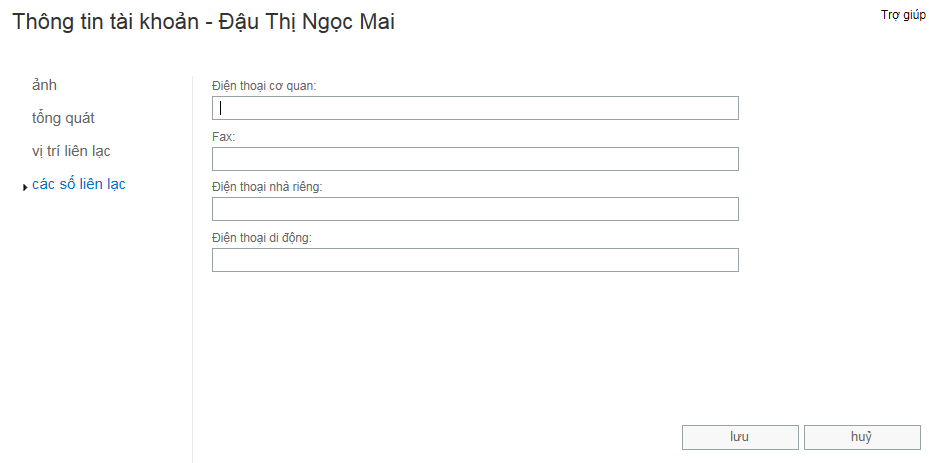 Thông tin tài khoản - Đậu Thị Ngọc Mai
Trợ giúp
ảnh
tổng quát
vị trí liên lạc
các số liên lạc
Điện thoại cơ quan:
Fax:
Điện thoại nhà riêng:
Điện thoại di động:
lưu
huỷ